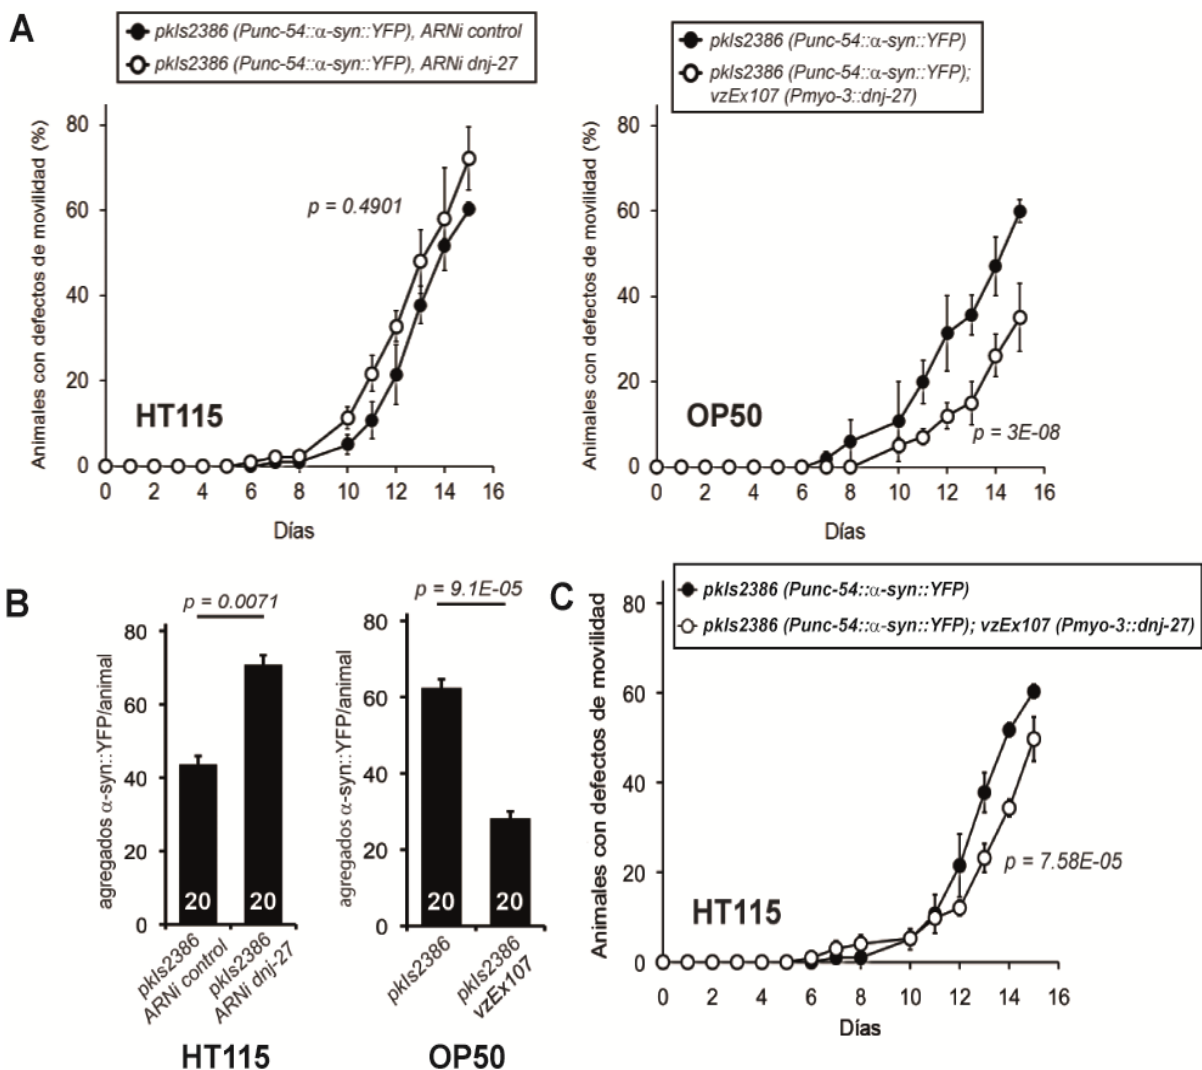 A
pkIs2386 (Punc-54::α-syn::YFP), ARNi control
pkIs2386 (Punc-54::α-syn::YFP), ARNi dnj-27
Animales con defectos de movilidad (%)
80
60
40
20
0
p = 0.4901
HT115
0 2 4 6 8 10 12 14 16
Días
pkIs2386 (Punc-54::α-syn::YFP)
pkIs2386 (Punc-54::α-syn::YFP);
vzEx107 (Pmyo-3::dnj-27)
Animales con defectos de movilidad (%)
80
60
40
20
0
OP50
p = 3E-08
0 2 4 6 8 10 12 14 16
Días
B
p = 0.0071
agregados α-syn::YFP/animal
80
60
40
20
0
20 20
pkIs2386
ARNi control
pkIs2386
ARNi dnj-27
HT115
p = 9.1E-05
agregados α-syn::YFP/animal
80
60
40
20
0
20 20
pkIs2386
pkIs2386
vzEx107
OP50
C
pkIs2386 (Punc-54::α-syn::YFP)
pkIs2386 (Punc-54::α-syn::YFP); vzEx107 (Pmyo-3::dnj-27)
Animales con defectos de movilidad
80
60
40
20
0
p = 7.58E-05
HT115
0 2 4 6 8 10 12 14 16
Días